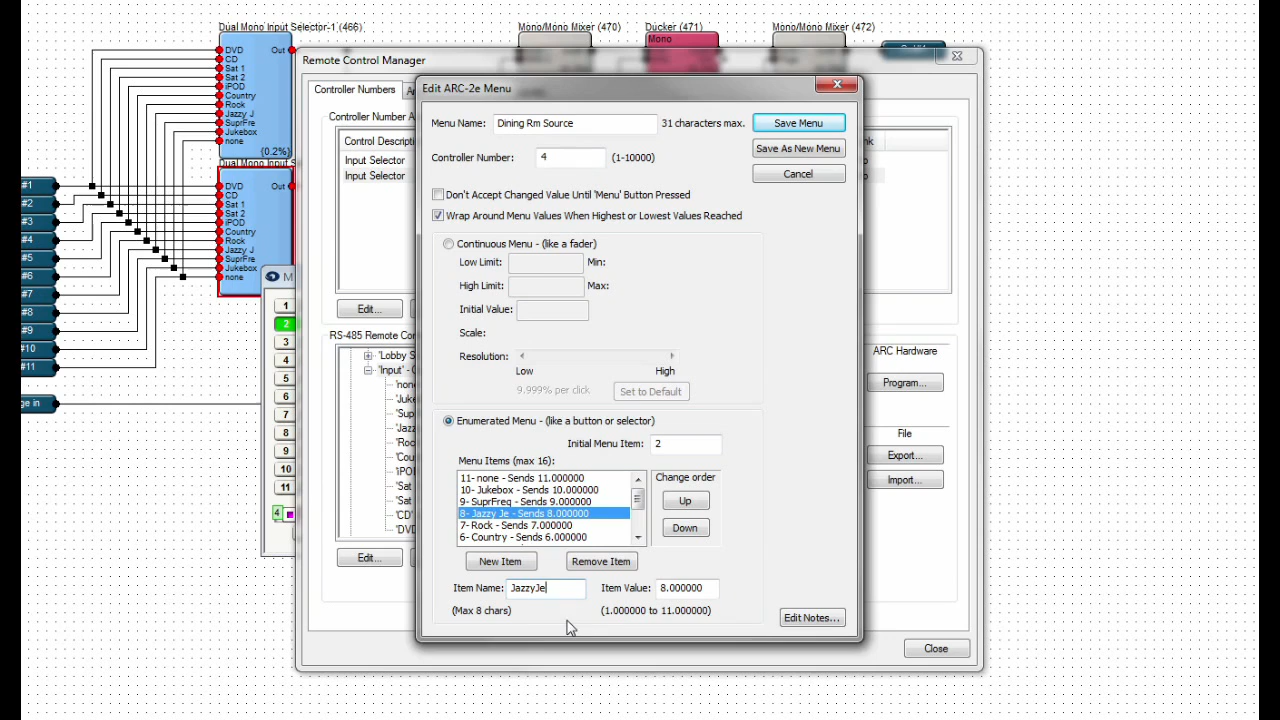 Dual Mono Input Selector-1 (466)
Mono/Mono Mixer (470)
Ducker (471)
Mono/Mono Mixer (472)
Mono
DVD
Out
CD
Sat 1
Sat 2
iPOD
Country
Rock
Jazzy J
SuprFre
Jukebox
none
(0.2%)
Dual Mono Input S
DVD
CD
Sat 1
Sat 2
iPOD
Country
Rock
Jazzy J
SuprFre
Jukebox
none
#1
#2
#3
#4
#5
#6
#7
#8
#9
#10
#11
ge in
M
1
2
3
4
5
6
7
8
9
10
11
4
Remote Control Manager
Controller Numbers
Controller Number A
Control Descripti
Input Selector
Input Selector
Edit...
RS-485 Remote Co
'Lobby S
'Input' -
'none
'Juke
'Sup
'Jazz
'Roc
'Cou
'iPO
'Sat
'Sat
'CD'
'DV
Edit...
ARC Hardware
Program...
File
Export...
Import...
Close
Edit ARC-2e Menu
Menu Name:
Dining Rm Source
31 characters max.
Save Menu
Save As New Menu
Controller Number:
4
(1-10000)
Cancel
Don't Accept Changed Value Until 'Menu' Button Pressed
Wrap Around Menu Values When Highest or Lowest Values Reached
Continuous Menu - (like a fader)
Low Limit:
Min:
High Limit:
Max:
Initial Value:
Scale:
Resolution:
Low
High
9.999% per click
Set to Default
Enumerated Menu - (like a button or selector)
Initial Menu Item:
2
Menu Items (max 16):
11- none - Sends 11.000000
10- Jukebox - Sends 10.000000
9- SuprFreq - Sends 9.000000
8- Jazzy Je - Sends 8.000000
7- Rock - Sends 7.000000
6- Country - Sends 6.000000
Change order
Up
Down
New Item
Remove Item
Item Name:
JazzyJe
Item Value:
8.000000
(Max 8 chars)
(1.000000 to 11.000000)
Edit Notes...